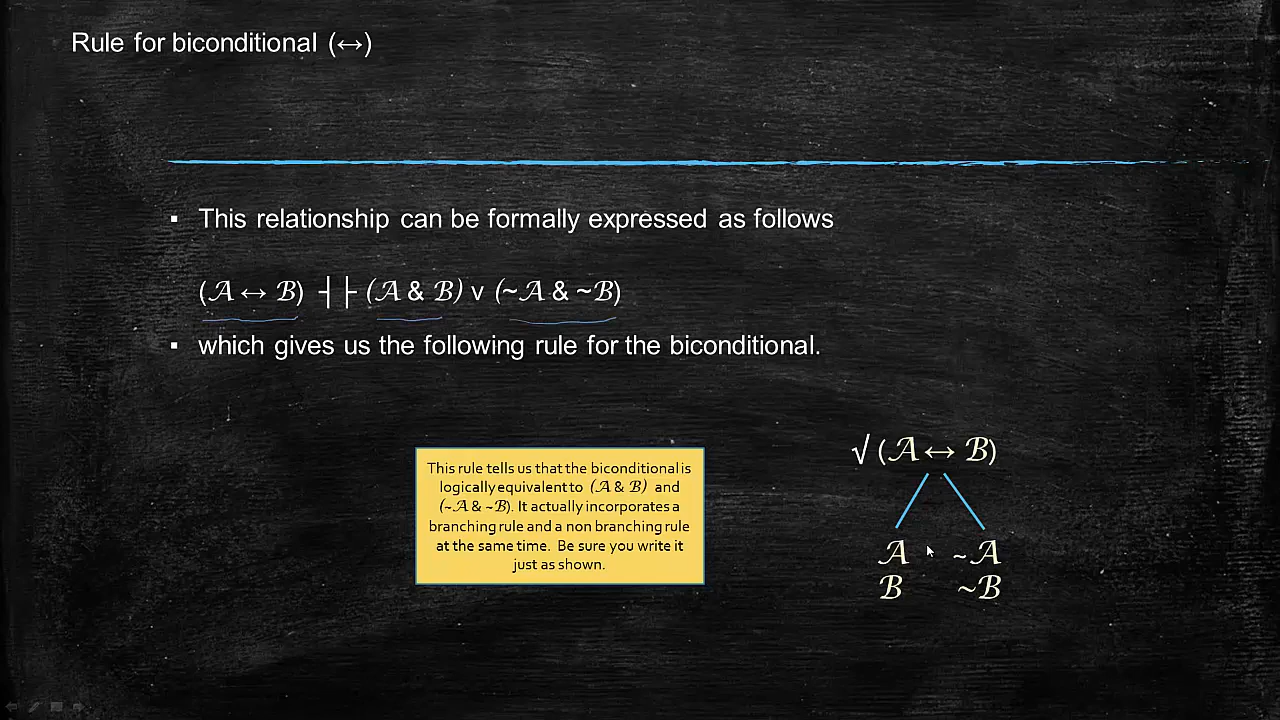 Rule for biconditional (↔)
▪ This relationship can be formally expressed as follows
(𝒜 ↔ ℬ) ┤├ (𝒜 & ℬ) v (~𝒜 & ~ℬ)
▪ which gives us the following rule for the biconditional.
This rule tells us that the biconditional is
logically equivalent to (𝒜 & ℬ) and
(~𝒜 & ~ℬ). It actually incorporates a
branching rule and a non branching rule
at the same time. Be sure you write it
just as shown.
√ (𝒜 ↔ ℬ)
𝒜 ~𝒜
ℬ ~ℬ